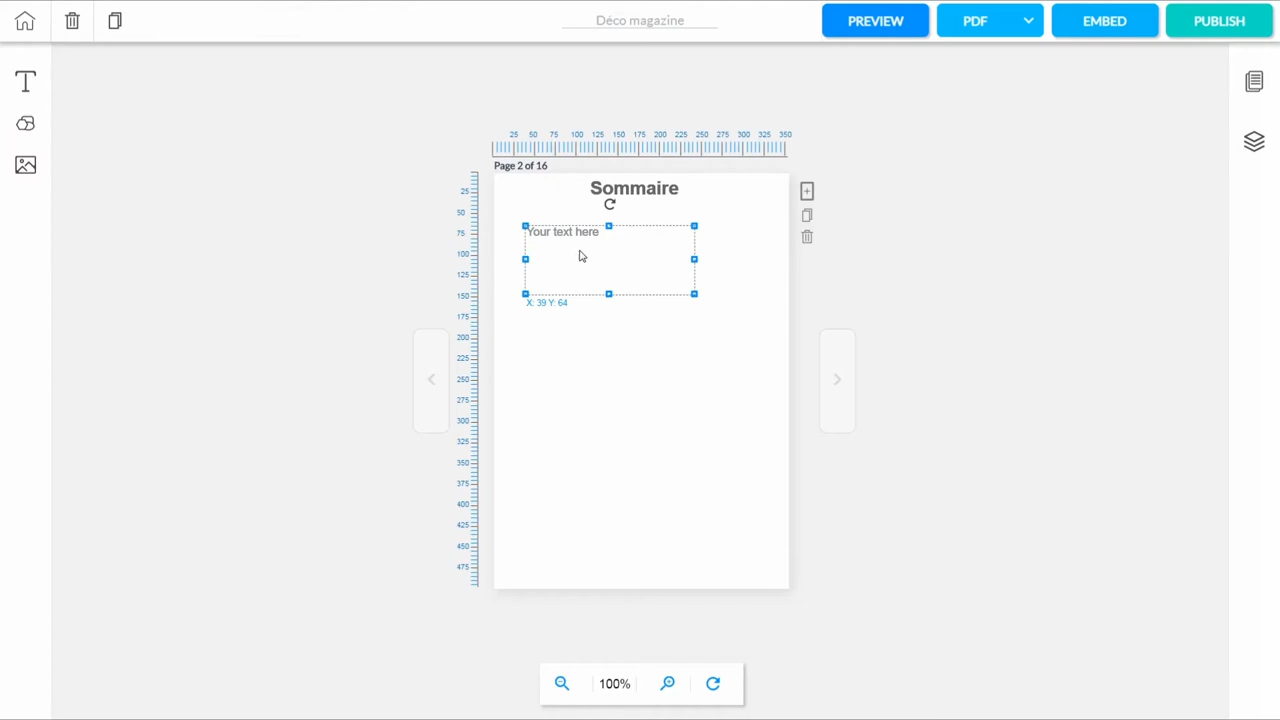 Déco magazine
PREVIEW
PDF
EMBED
PUBLISH
25 50 75 100 125 150 175 200 225 250 275 300 325 350
Page 2 of 16
Sommaire
Your text here
X: 39 Y: 64
25
50
75
100
125
150
175
200
225
250
275
300
325
350
375
400
425
450
475
100%